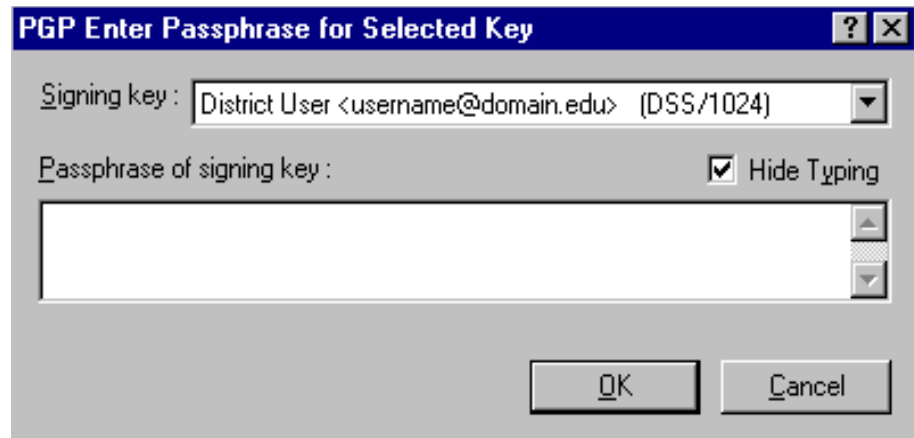 PGP Enter Passphrase for Selected Key ?
Signing key : District User <username@domain.edu> (DSS/1024)
Passphrase of signing key : Hide Typing
OK Cancel